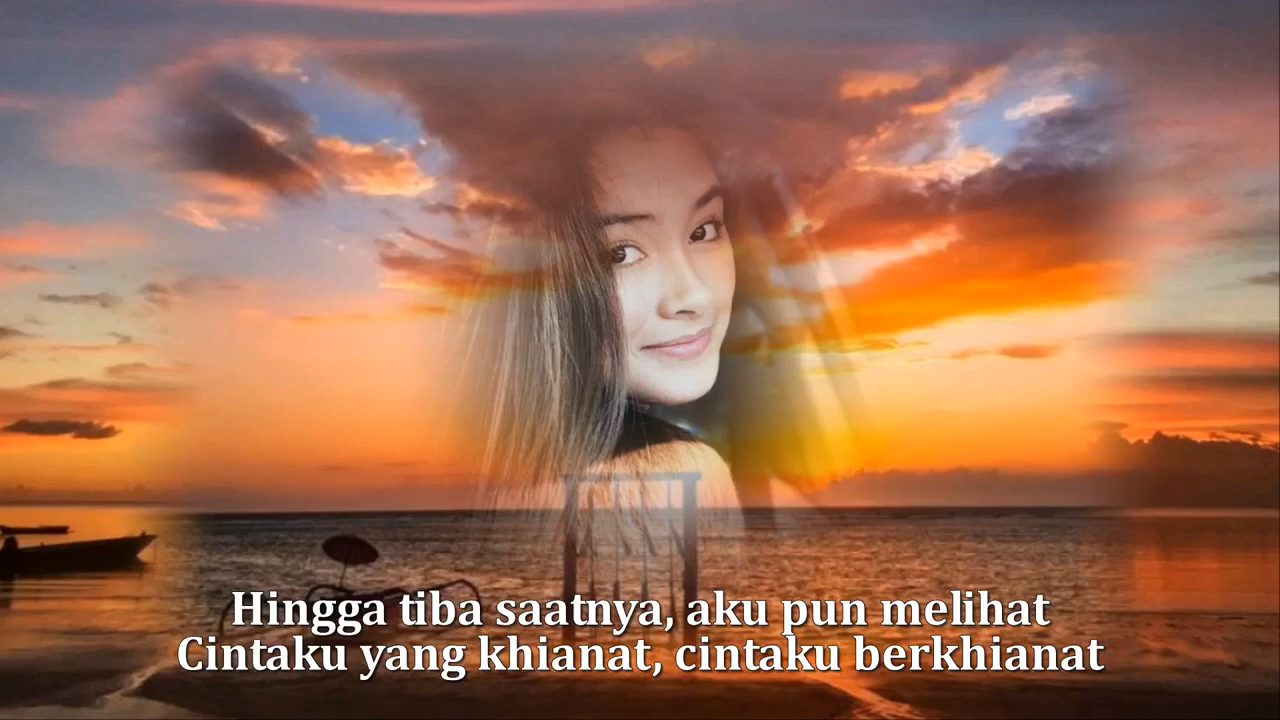 Hingga tiba saatnya, aku pun melihat
Cintaku yang khianat, cintaku berkhianat